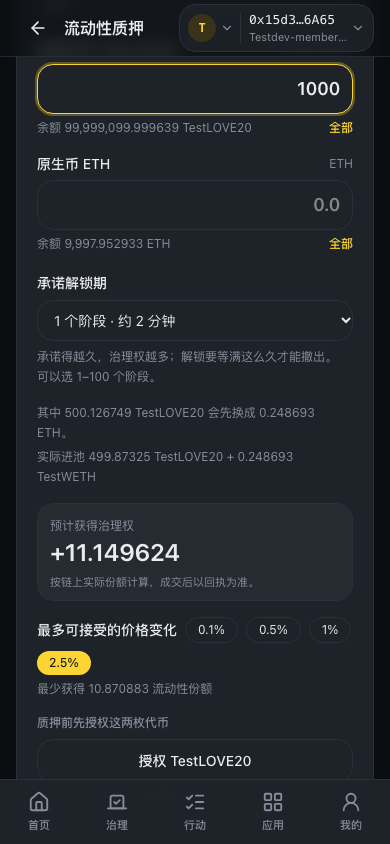 流动性质押
T
0x15d3…6A65
Testdev-member...
1000
余额 99,999,099.999639 TestLOVE20
全部
原生币 ETH
ETH
0.0
余额 9,997.952933 ETH
全部
承诺解锁期
1 个阶段 · 约 2 分钟
承诺得越久，治理权越多；解锁要等满这么久才能撤出。
可以选 1–100 个阶段。
其中 500.126749 TestLOVE20 会先换成 0.248693
ETH。
实际进池 499.87325 TestLOVE20 + 0.248693
TestWETH
预计获得治理权
+11.149624
按链上实际份额计算，成交后以回执为准。
最多可接受的价格变化
0.1%
0.5%
1%
2.5%
最少获得 10.870883 流动性份额
质押前先授权这两枚代币
授权 TestLOVE20
首页
治理
行动
应用
我的